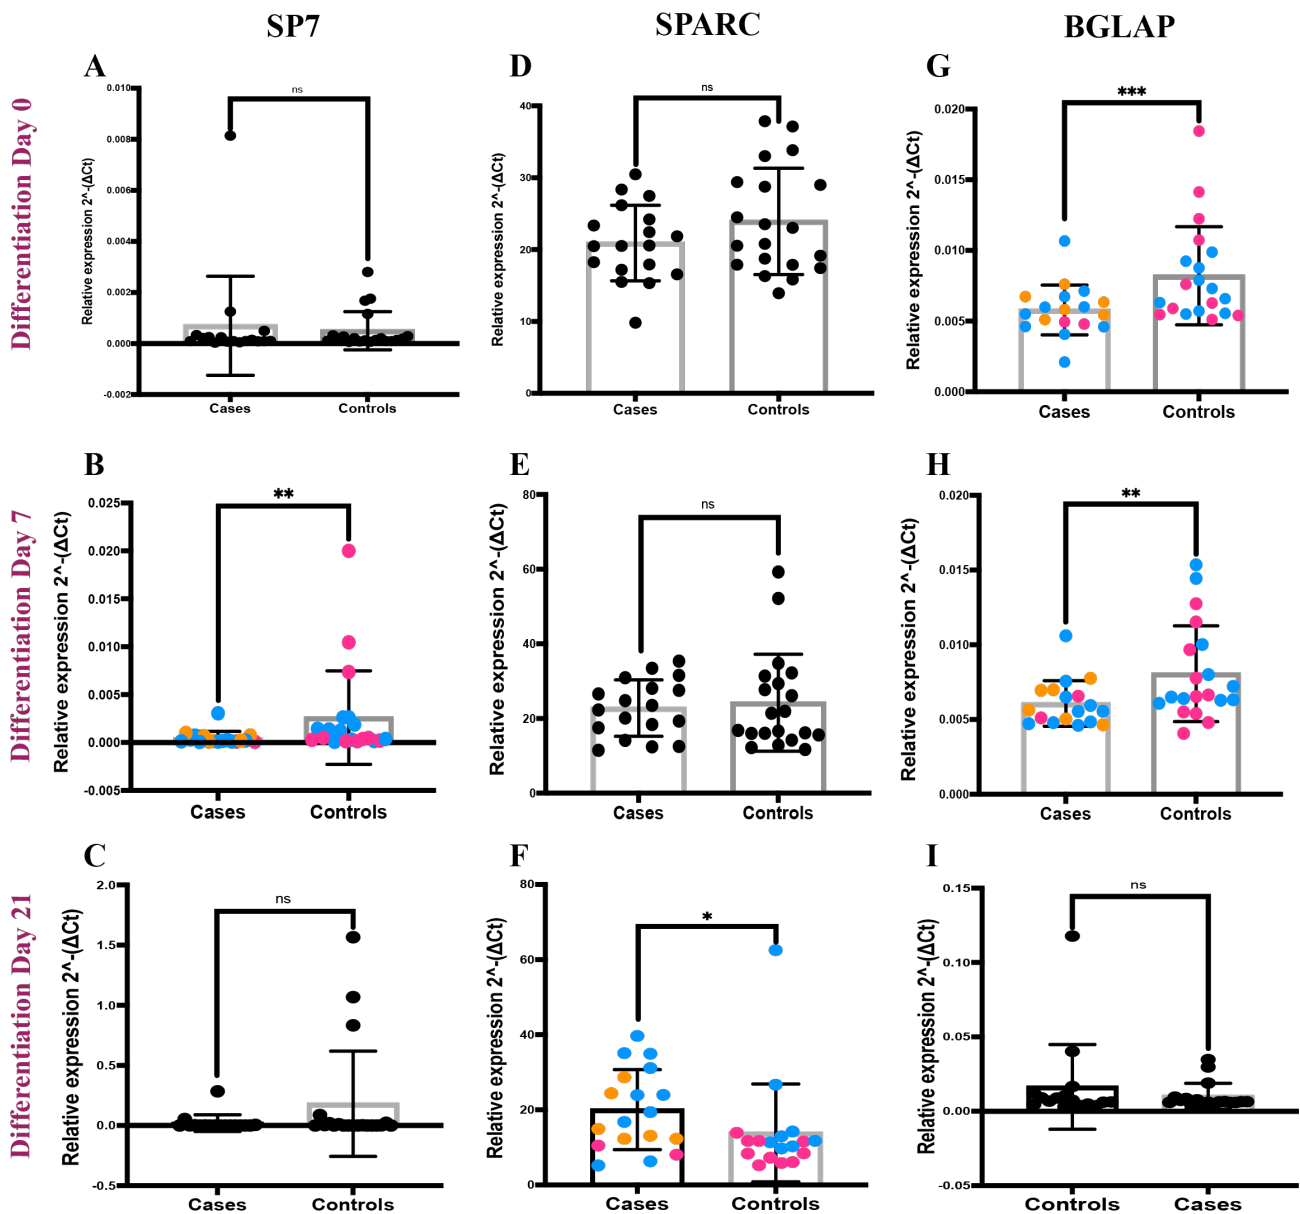 SP7
SPARC
BGLAP
Differentiation Day 0
A
Relative expression 2^-(ΔCt)
0.010
0.008
0.006
0.004
0.002
0.000
-0.002
ns
Cases
Controls
D
Relative expression 2^-(ΔCt)
40
30
20
10
0
ns
Cases
Controls
G
Relative expression 2^-(ΔCt)
0.020
0.015
0.010
0.005
0.000
***
Cases
Controls
Differentiation Day 7
B
Relative expression 2^-(ΔCt)
0.025
0.020
0.015
0.010
0.005
0.000
-0.005
**
Cases
Controls
E
Relative expression 2^-(ΔCt)
80
60
40
20
0
ns
Cases
Controls
H
Relative expression 2^-(ΔCt)
0.020
0.015
0.010
0.005
0.000
**
Cases
Controls
Differentiation Day 21
C
Relative expression 2^-(ΔCt)
2.0
1.5
1.0
0.5
0.0
-0.5
ns
Cases
Controls
F
Relative expression 2^-(ΔCt)
80
60
40
20
0
*
Cases
Controls
I
Relative expression 2^-(ΔCt)
0.15
0.10
0.05
0.00
-0.05
ns
Controls
Cases